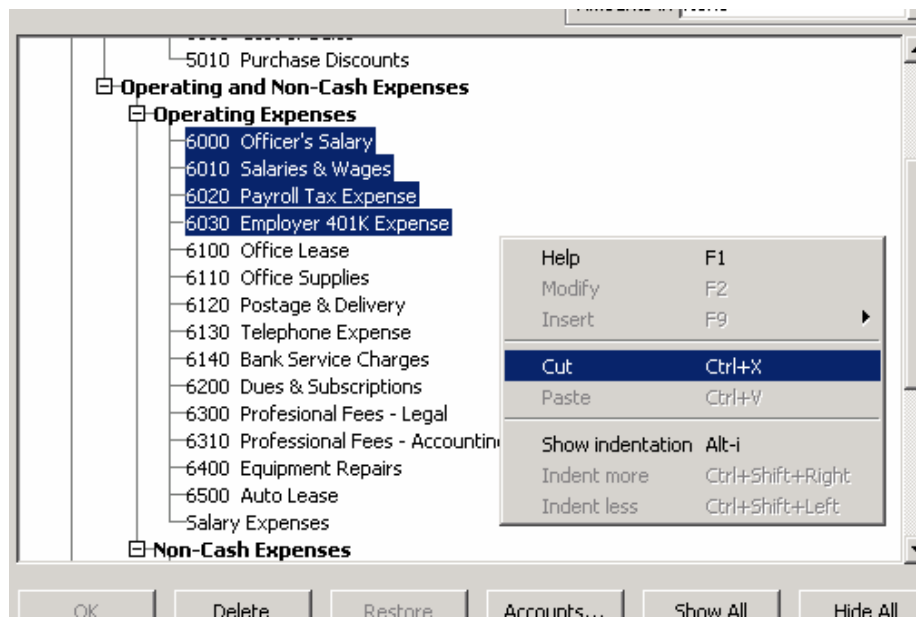 5010 Purchase Discounts
Operating and Non-Cash Expenses
Operating Expenses
6000 Officer's Salary
6010 Salaries & Wages
6020 Payroll Tax Expense
6030 Employer 401K Expense
6100 Office Lease
6110 Office Supplies
6120 Postage & Delivery
6130 Telephone Expense
6140 Bank Service Charges
6200 Dues & Subscriptions
6300 Profesional Fees - Legal
6310 Professional Fees - Accountin
6400 Equipment Repairs
6500 Auto Lease
Salary Expenses
Non-Cash Expenses
Help F1
Modify F2
Insert F9
Cut Ctrl+X
Paste Ctrl+V
Show indentation Alt-i
Indent more Ctrl+Shift+Right
Indent less Ctrl+Shift+Left
OK Delete Restore Accounts... Show All Hide All